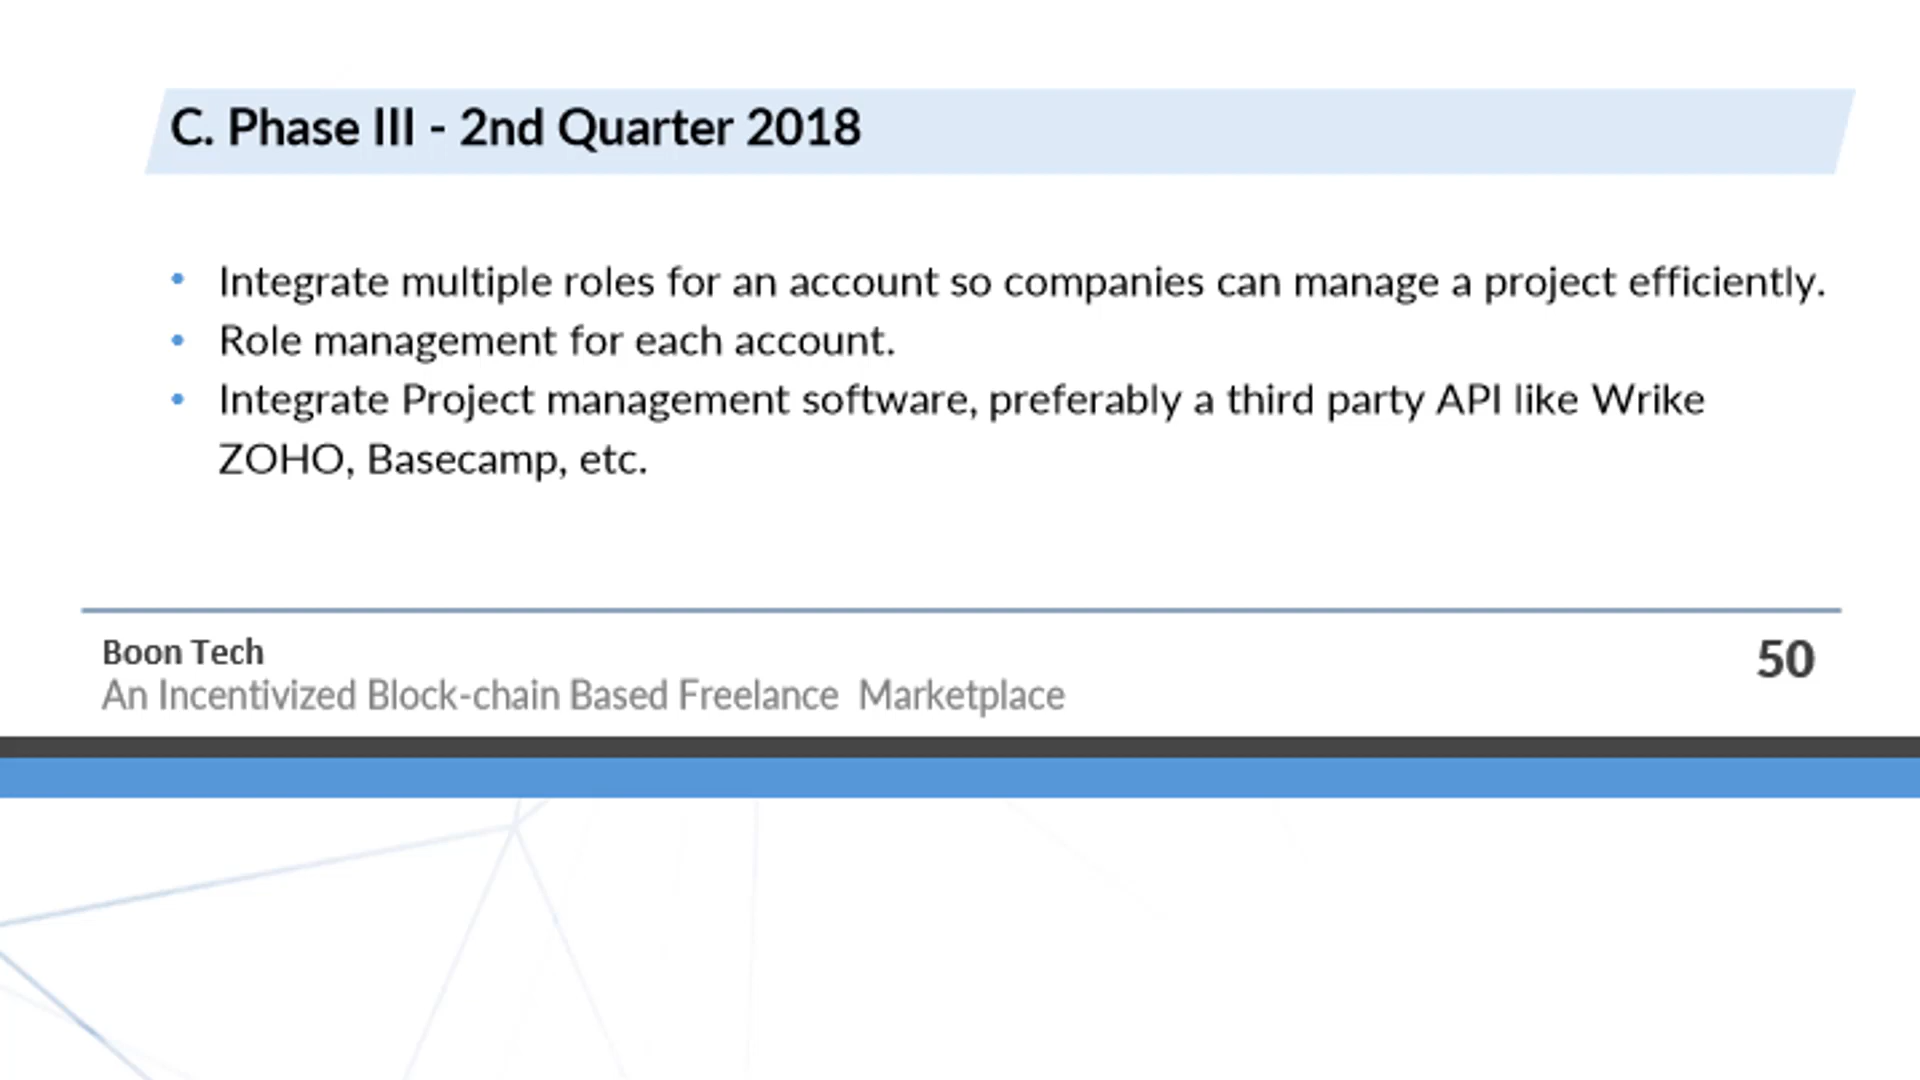 C. Phase III - 2nd Quarter 2018
• Integrate multiple roles for an account so companies can manage a project efficiently.
• Role management for each account.
• Integrate Project management software, preferably a third party API like Wrike
ZOHO, Basecamp, etc.
Boon Tech
50
An Incentivized Block-chain Based Freelance  Marketplace